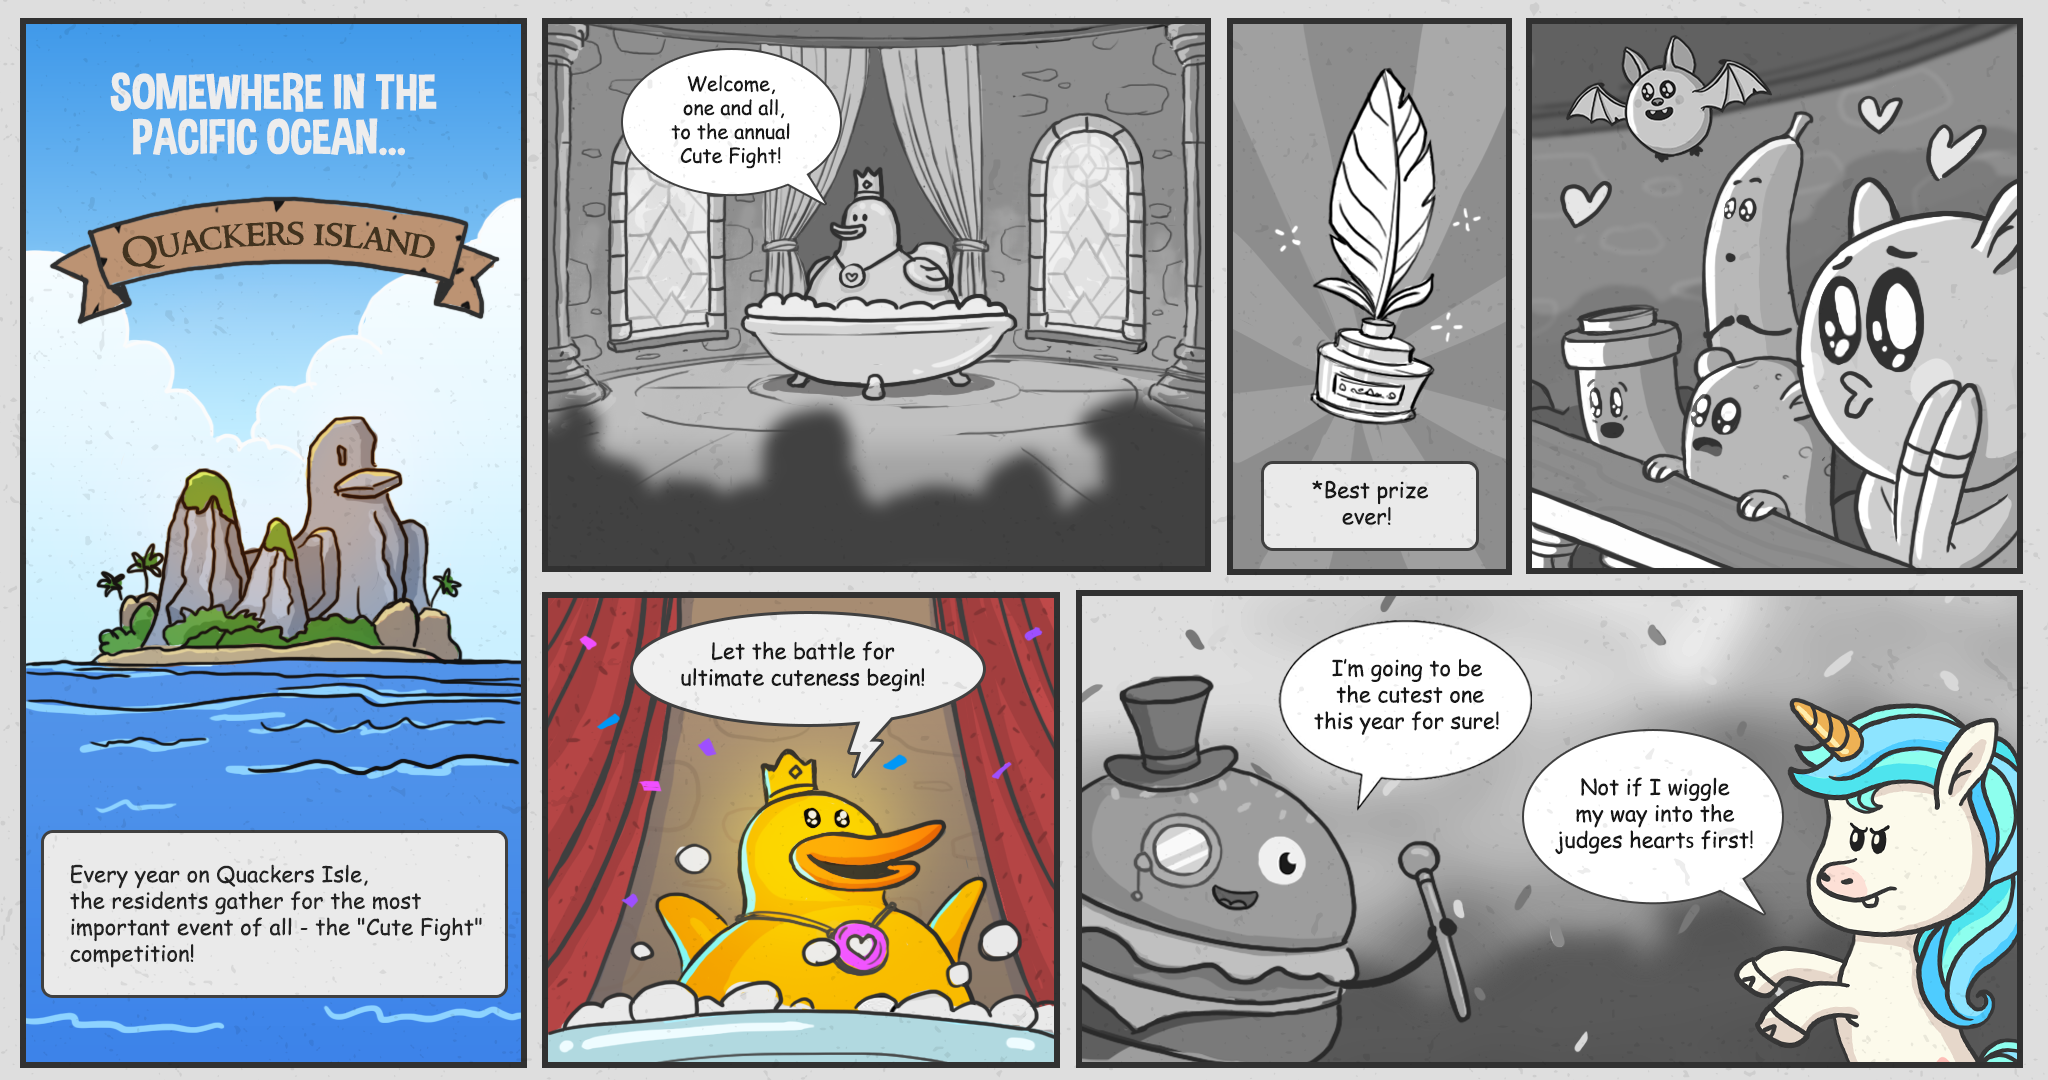 SOMEWHERE IN THE
PACIFIC OCEAN...
QUACKERS ISLAND
Every year on Quackers Isle,
the residents gather for the most
important event of all - the "Cute Fight"
competition!
Welcome,
one and all,
to the annual
Cute Fight!
*Best prize
ever!
Let the battle for
ultimate cuteness begin!
I'm going to be
the cutest one
this year for sure!
Not if I wiggle
my way into the
judges hearts first!